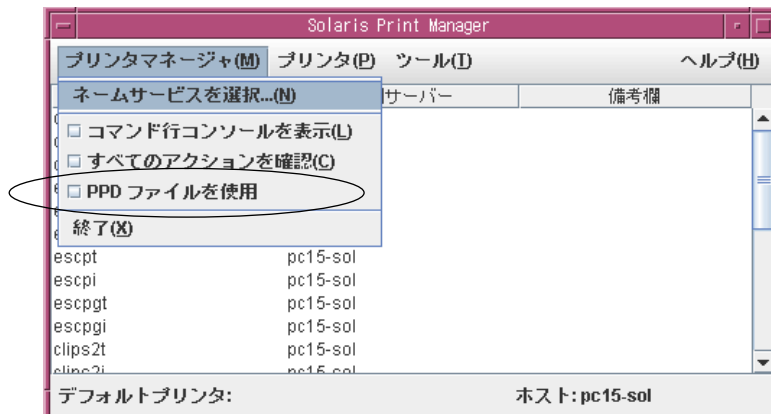 Solaris Print Manager
プリンタマネージャ(M) プリンタ(P) ツール(T) ヘルプ(H)
ネームサービスを選択...(N)
サーバー 備考欄
コマンド行コンソールを表示(L)
すべてのアクションを確認(C)
PPD ファイルを使用
終了(X)
escpt pc15-sol
escpi pc15-sol
escpgt pc15-sol
escpgi pc15-sol
clips2t pc15-sol
clips2i pc15-sol
デフォルトプリンタ: ホスト: pc15-sol